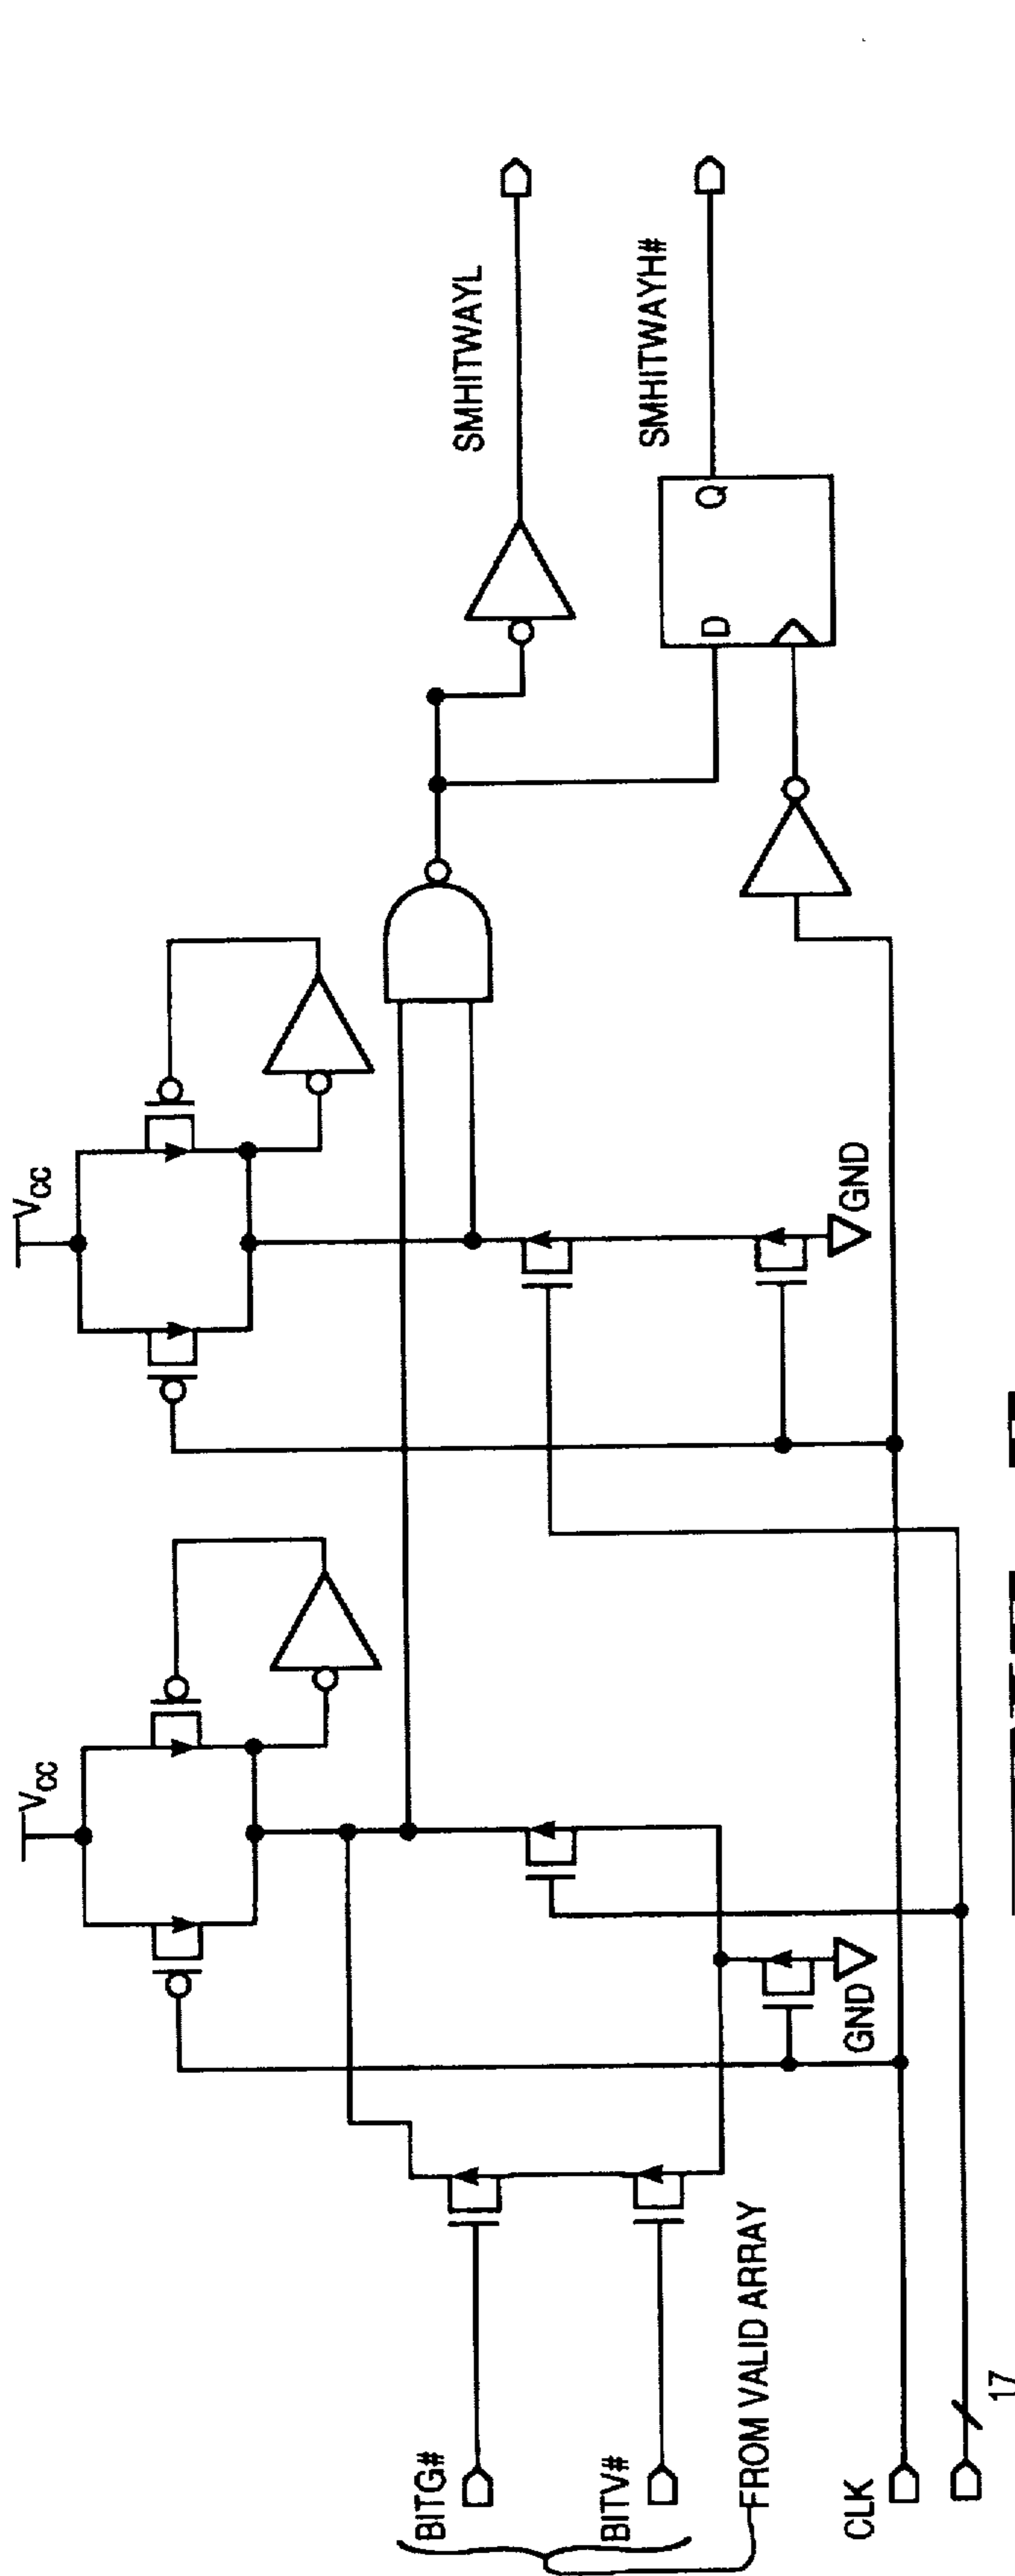 VCC
VCC
SMHITWAYL
SMHITWAYH#
D
Q
GND
GND
BITG#
BITV#
FROM VALID ARRAY
CLK
17